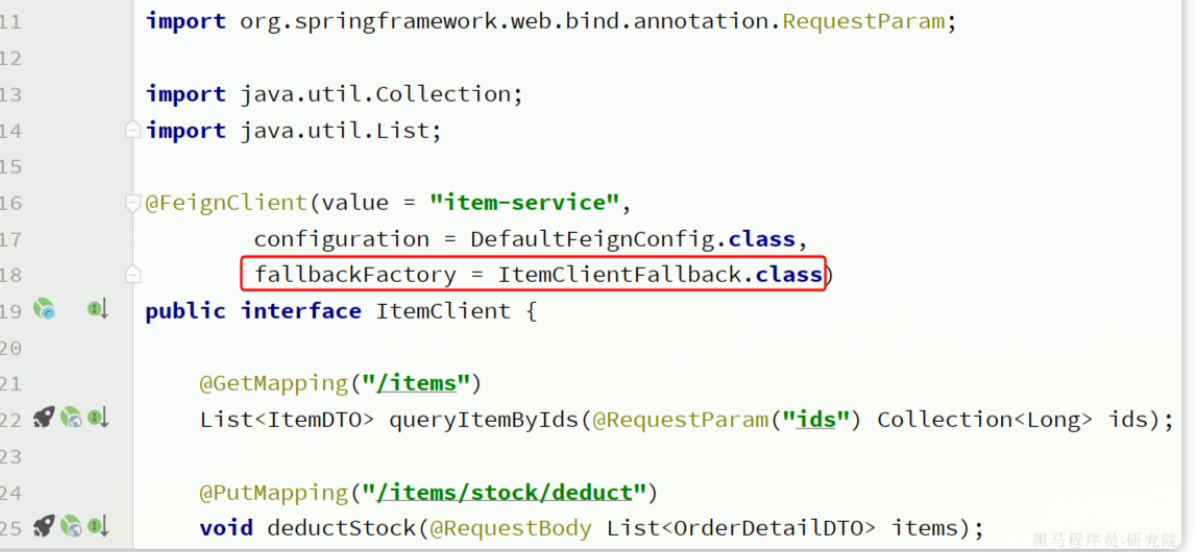 11 import org.springframework.web.bind.annotation.RequestParam;
12
13 import java.util.Collection;
14 import java.util.List;
15
16 @FeignClient(value = "item-service",
17 configuration = DefaultFeignConfig.class,
18 fallbackFactory = ItemClientFallback.class)
19 public interface ItemClient {
20
21 @GetMapping("/items")
22 List<ItemDTO> queryItemByIds(@RequestParam("ids") Collection<Long> ids);
23
24 @PutMapping("/items/stock/deduct")
25 void deductStock(@RequestBody List<OrderDetailDTO> items);
黑马程序员-研究院